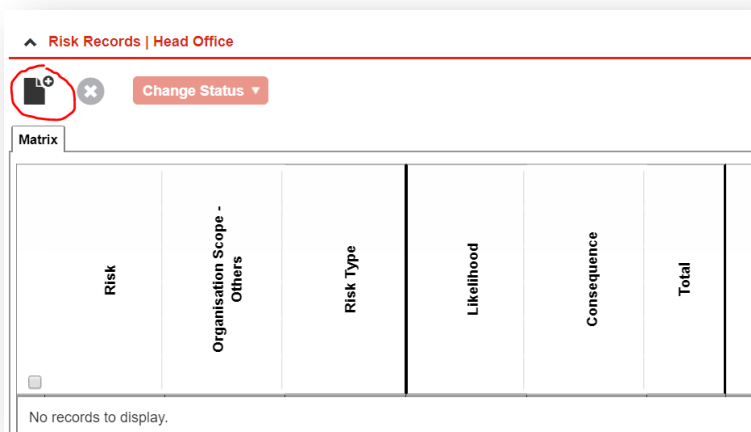 Risk Records | Head Office
Change Status
Matrix
Risk
Organisation Scope -
Others
Risk Type
Likelihood
Consequence
Total
No records to display.